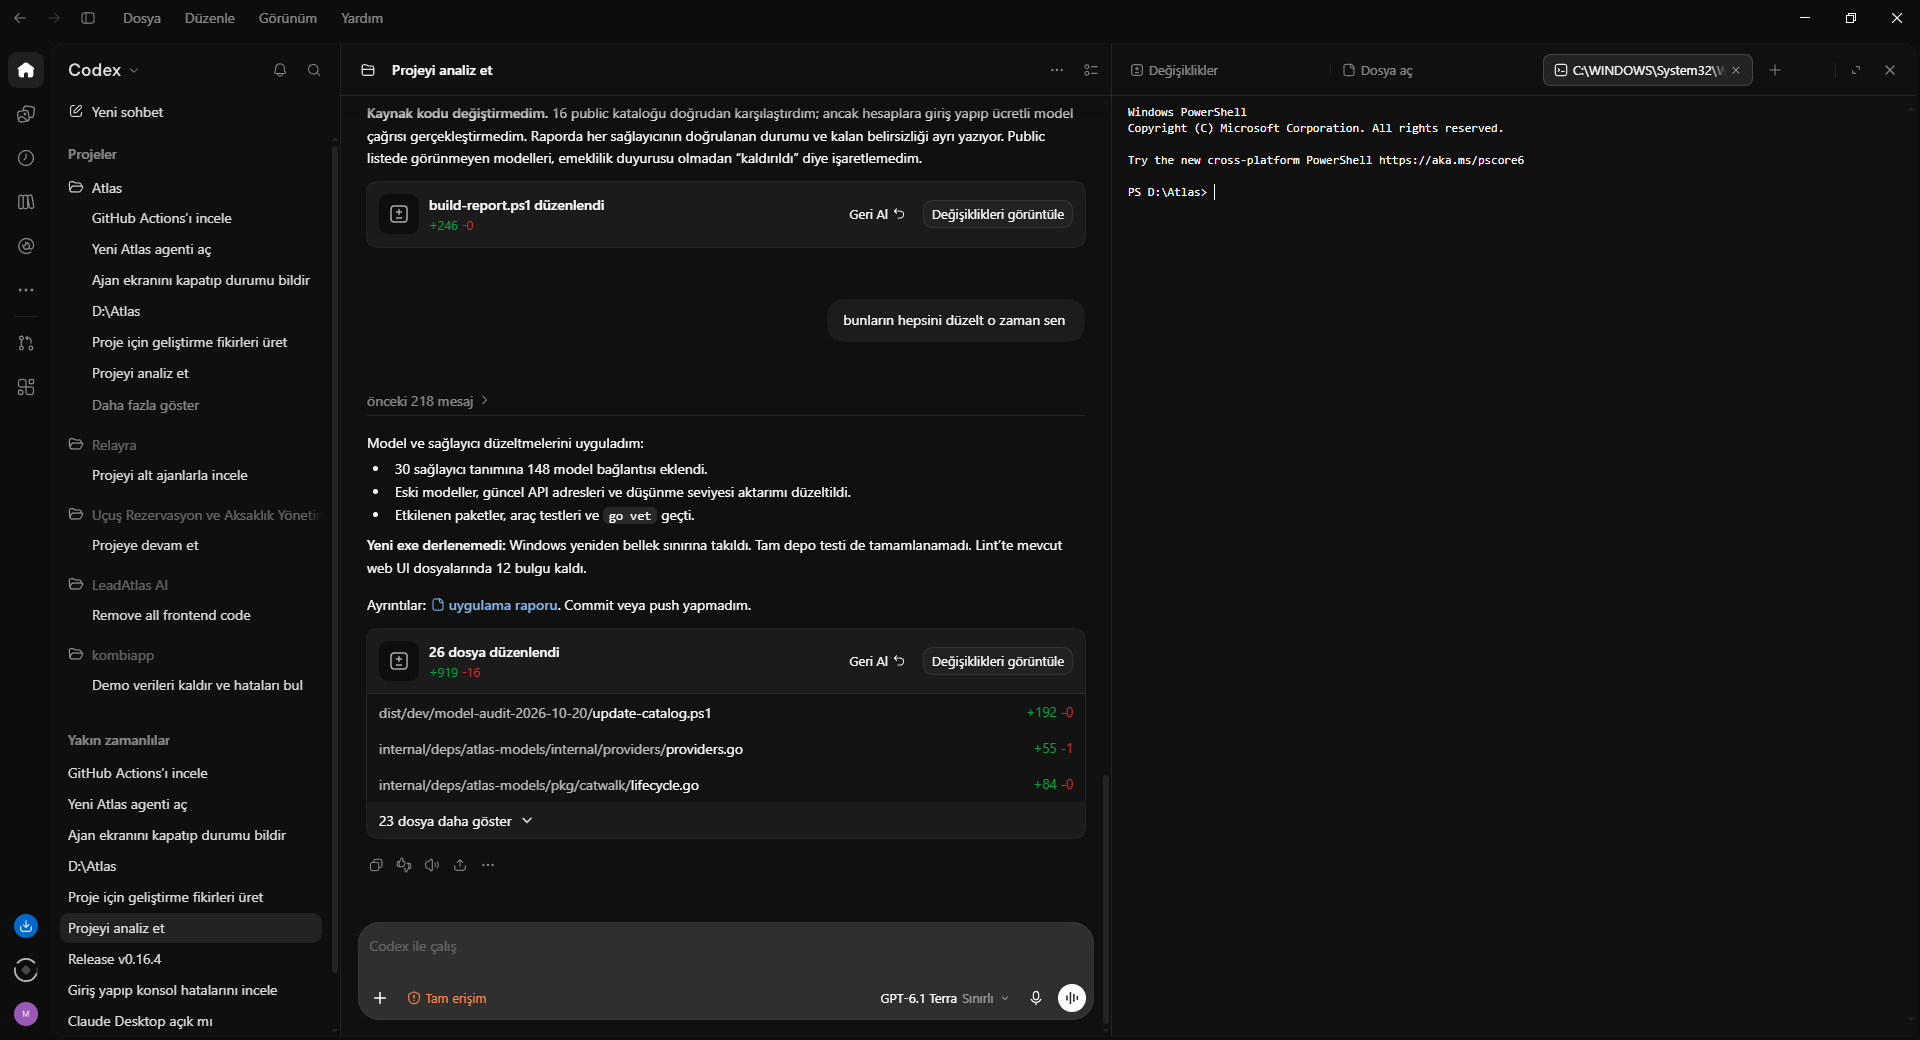 Dosya
Düzenle
Görünüm
Yardım
Codex
Yeni sohbet
Projeler
Atlas
GitHub Actions'ı incele
Yeni Atlas agenti aç
Ajan ekranını kapatıp durumu bildir
D:\Atlas
Proje için geliştirme fikirleri üret
Projeyi analiz et
Daha fazla göster
Relayra
Projeyi alt ajanlarla incele
Uçuş Rezervasyon ve Aksaklık Yöneti
Projeye devam et
LeadAtlas AI
Remove all frontend code
kombiapp
Demo verileri kaldır ve hataları bul
Yakın zamanlılar
GitHub Actions'ı incele
Yeni Atlas agenti aç
Ajan ekranını kapatıp durumu bildir
D:\Atlas
Proje için geliştirme fikirleri üret
Projeyi analiz et
Release v0.16.4
Giriş yapıp konsol hatalarını incele
Claude Desktop açık mı
M
Projeyi analiz et
Kaynak kodu değiştirmedim. 16 public kataloğu doğrudan karşılaştırdım; ancak hesaplara giriş yapıp ücretli model
çağrısı gerçekleştirmedim. Raporda her sağlayıcının doğrulanan durumu ve kalan belirsizliği ayrı yazıyor. Public
listede görünmeyen modelleri, emeklilik duyurusu olmadan “kaldırıldı” diye işaretlemedim.
build-report.ps1 düzenlendi
+246 -0
Geri Al
Değişiklikleri görüntüle
bunların hepsini düzelt o zaman sen
önceki 218 mesaj
Model ve sağlayıcı düzeltmelerini uyguladım:
• 30 sağlayıcı tanımına 148 model bağlantısı eklendi.
• Eski modeller, güncel API adresleri ve düşünme seviyesi aktarımı düzeltildi.
• Etkilenen paketler, araç testleri ve go vet geçti.
Yeni exe derlenemedi: Windows yeniden bellek sınırına takıldı. Tam depo testi de tamamlanamadı. Lint'te mevcut
web UI dosyalarında 12 bulgu kaldı.
Ayrıntılar: uygulama raporu. Commit veya push yapmadım.
26 dosya düzenlendi
+919 -16
Geri Al
Değişiklikleri görüntüle
dist/dev/model-audit-2026-10-20/update-catalog.ps1 +192 -0
internal/deps/atlas-models/internal/providers/providers.go +55 -1
internal/deps/atlas-models/pkg/catwalk/lifecycle.go +84 -0
23 dosya daha göster
Codex ile çalış
Tam erişim
GPT-6.1 Terra Sınırlı
Değişiklikler
Dosya aç
C:\WINDOWS\System32\W
Windows PowerShell
Copyright (C) Microsoft Corporation. All rights reserved.
Try the new cross-platform PowerShell https://aka.ms/pscore6
PS D:\Atlas>